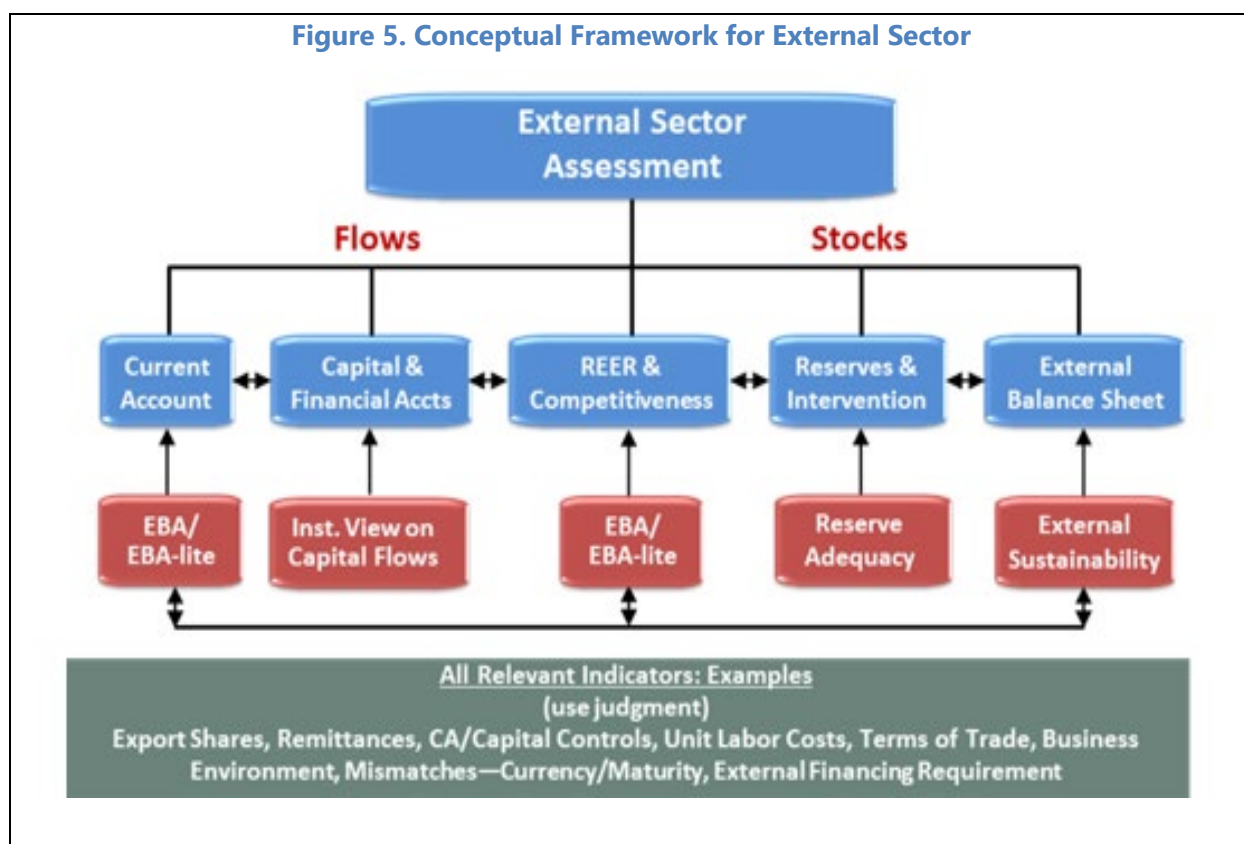 Figure 5. Conceptual Framework for External Sector
External Sector
Assessment
Flows
Stocks
Current
Account
Capital &
Financial Accts
REER &
Competitiveness
Reserves &
Intervention
External
Balance Sheet
EBA/
EBA-lite
Inst. View on
Capital Flows
EBA/
EBA-lite
Reserve
Adequacy
External
Sustainability
All Relevant Indicators: Examples
(use judgment)
Export Shares, Remittances, CA/Capital Controls, Unit Labor Costs, Terms of Trade, Business
Environment, Mismatches—Currency/Maturity, External Financing Requirement